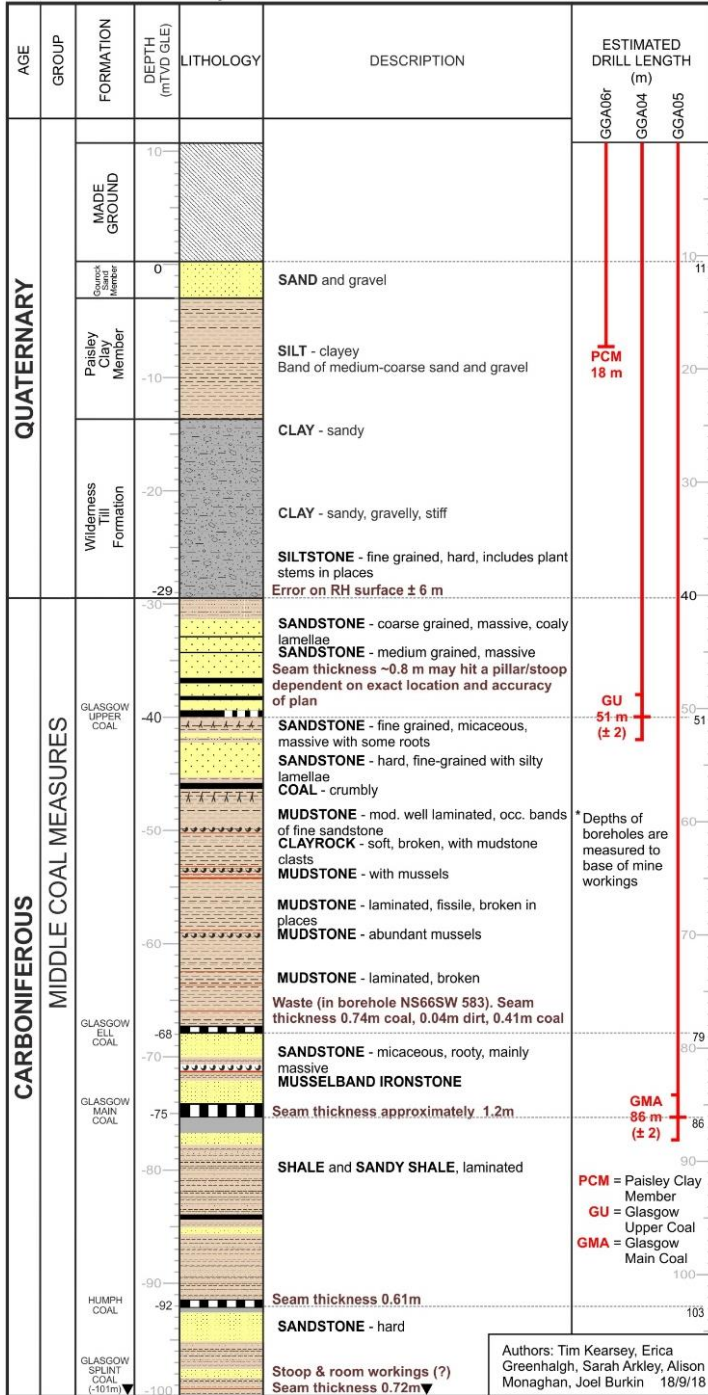 AGE
GROUP
FORMATION
DEPTH
(mTVD GLE)
LITHOLOGY
DESCRIPTION
ESTIMATED
DRILL LENGTH
(m)
GGA06r
GGA04
GGA05
QUATERNARY
CARBONIFEROUS
MIDDLE COAL MEASURES
MADE
GROUND
Gourock
Sand
Member
Paisley
Clay
Member
Wilderness
Till
Formation
GLASGOW
UPPER
COAL
GLASGOW
ELL
COAL
GLASGOW
MAIN
COAL
HUMPH
COAL
GLASGOW
SPLINT
COAL
(-101m)
10
0
-10
-20
-29
-30
-40
-50
-60
-68
-70
-75
-80
-90
-92
-100
SAND and gravel
SILT - clayey
Band of medium-coarse sand and gravel
CLAY - sandy
CLAY - sandy, gravelly, stiff
SILTSTONE - fine grained, hard, includes plant
stems in places
Error on RH surface ± 6 m
SANDSTONE - coarse grained, massive, coaly
lamellae
SANDSTONE - medium grained, massive
Seam thickness ~0.8 m may hit a pillar/stoop
dependent on exact location and accuracy
of plan
SANDSTONE - fine grained, micaceous,
massive with some roots
SANDSTONE - hard, fine-grained with silty
lamellae
COAL - crumbly
MUDSTONE - mod. well laminated, occ. bands
of fine sandstone
CLAYROCK - soft, broken, with mudstone
clasts
MUDSTONE - with mussels
MUDSTONE - laminated, fissile, broken in
places
MUDSTONE - abundant mussels
MUDSTONE - laminated, broken
Waste (in borehole NS66SW 583). Seam
thickness 0.74m coal, 0.04m dirt, 0.41m coal
SANDSTONE - micaceous, rooty, mainly
massive
MUSSELBAND IRONSTONE
Seam thickness approximately 1.2m
SHALE and SANDY SHALE, laminated
Seam thickness 0.61m
SANDSTONE - hard
Stoop & room workings (?)
Seam thickness 0.72m
10
11
PCM
18 m
20
30
40
GU
51 m
(± 2)
50
51
* Depths of
boreholes are
measured to
base of mine
workings
60
70
79
80
GMA
86 m
(± 2)
86
90
PCM = Paisley Clay
Member
GU = Glasgow
Upper Coal
GMA = Glasgow
Main Coal
100
103
Authors: Tim Kearsey, Erica
Greenhalgh, Sarah Arkley, Alison
Monaghan, Joel Burkin 18/9/18